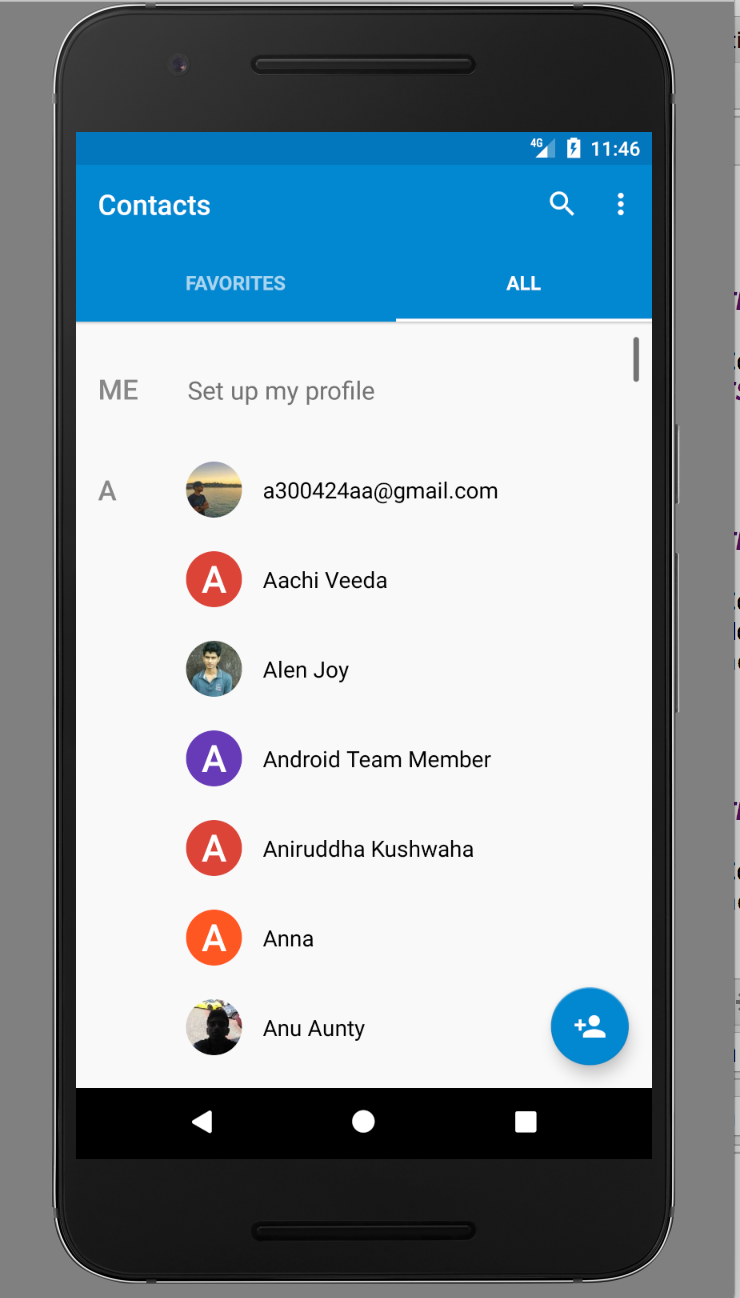 4G 11:46
Contacts
FAVORITES ALL
ME Set up my profile
A a300424aa@gmail.com
A Aachi Veeda
Alen Joy
A Android Team Member
A Aniruddha Kushwaha
A Anna
Anu Aunty